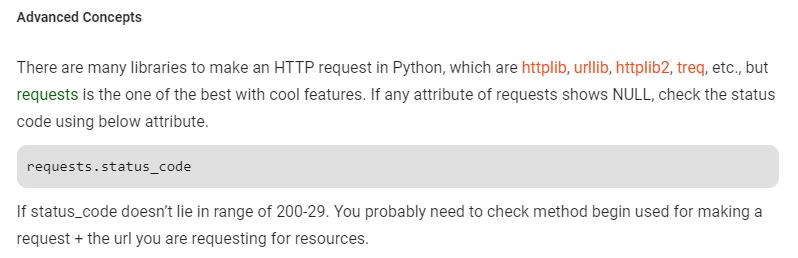 Advanced Concepts
There are many libraries to make an HTTP request in Python, which are httplib, urllib, httplib2, treq, etc., but
requests is the one of the best with cool features. If any attribute of requests shows NULL, check the status
code using below attribute.
requests.status_code
If status_code doesn’t lie in range of 200-29. You probably need to check method begin used for making a
request + the url you are requesting for resources.